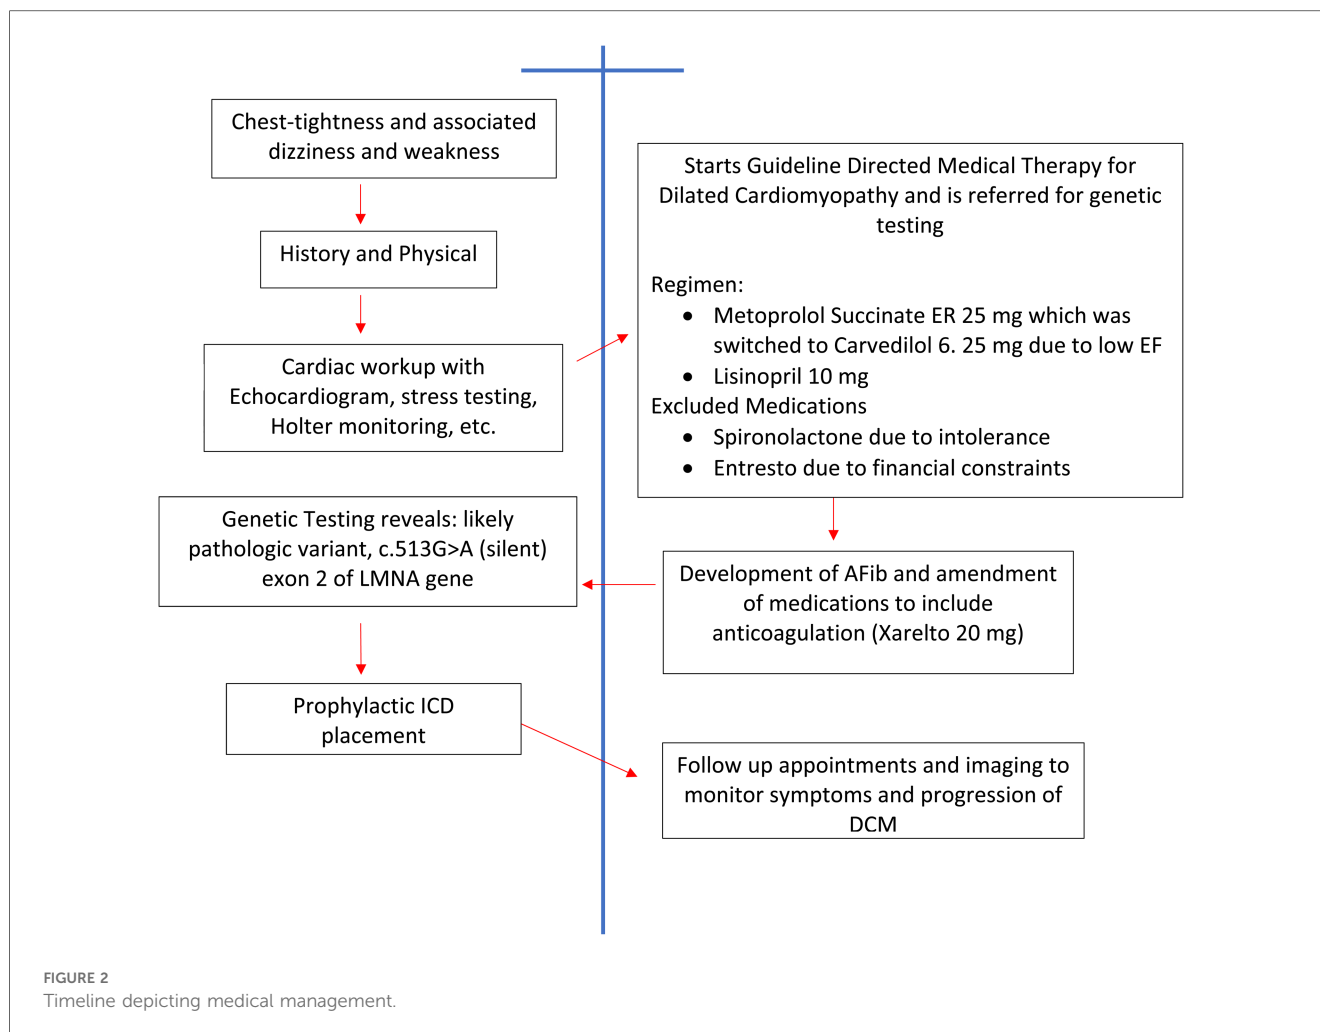 Chest-tightness and associated
dizziness and weakness
History and Physical
Cardiac workup with
Echocardiogram, stress testing,
Holter monitoring, etc.
Starts Guideline Directed Medical Therapy for
Dilated Cardiomyopathy and is referred for genetic
testing
Regimen:
• Metoprolol Succinate ER 25 mg which was
switched to Carvedilol 6. 25 mg due to low EF
• Lisinopril 10 mg
Excluded Medications
• Spironolactone due to intolerance
• Entresto due to financial constraints
Development of AFib and amendment
of medications to include
anticoagulation (Xarelto 20 mg)
Genetic Testing reveals: likely
pathologic variant, c.513G>A (silent)
exon 2 of LMNA gene
Prophylactic ICD
placement
Follow up appointments and imaging to
monitor symptoms and progression of
DCM
FIGURE 2
Timeline depicting medical management.